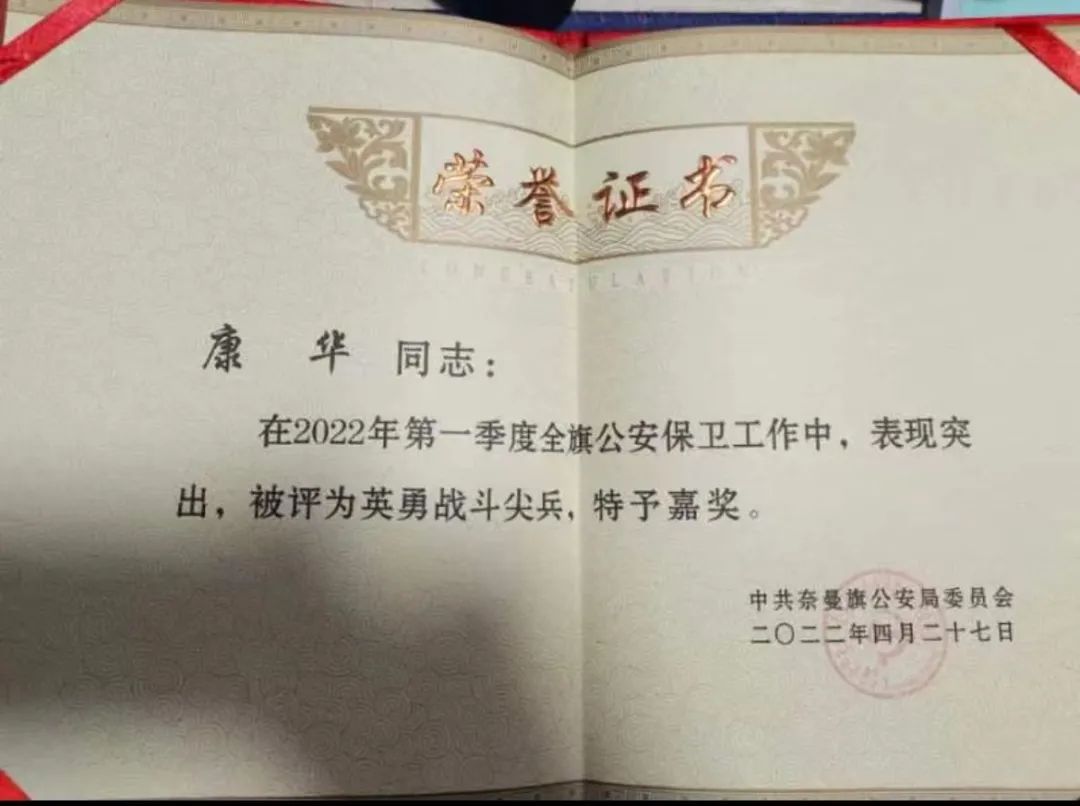 荣誉证书
CONGRATULATION
康 华 同志：
在2022年第一季度全旗公安保卫工作中，表现突
出，被评为英勇战斗尖兵，特予嘉奖。
中共奈曼旗公安局委员会
二〇二二年四月二十七日